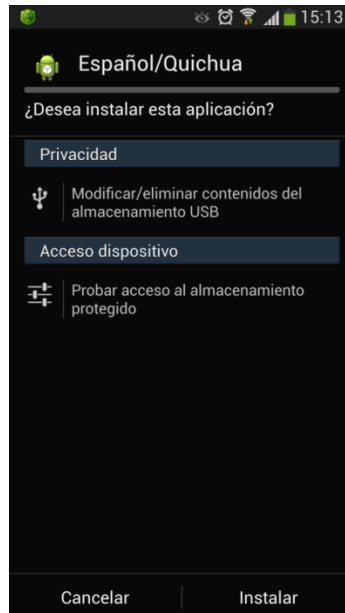 15:13
Español/Quichua
¿Desea instalar esta aplicación?
Privacidad
Modificar/eliminar contenidos del
almacenamiento USB
Acceso dispositivo
Probar acceso al almacenamiento
protegido
Cancelar
Instalar